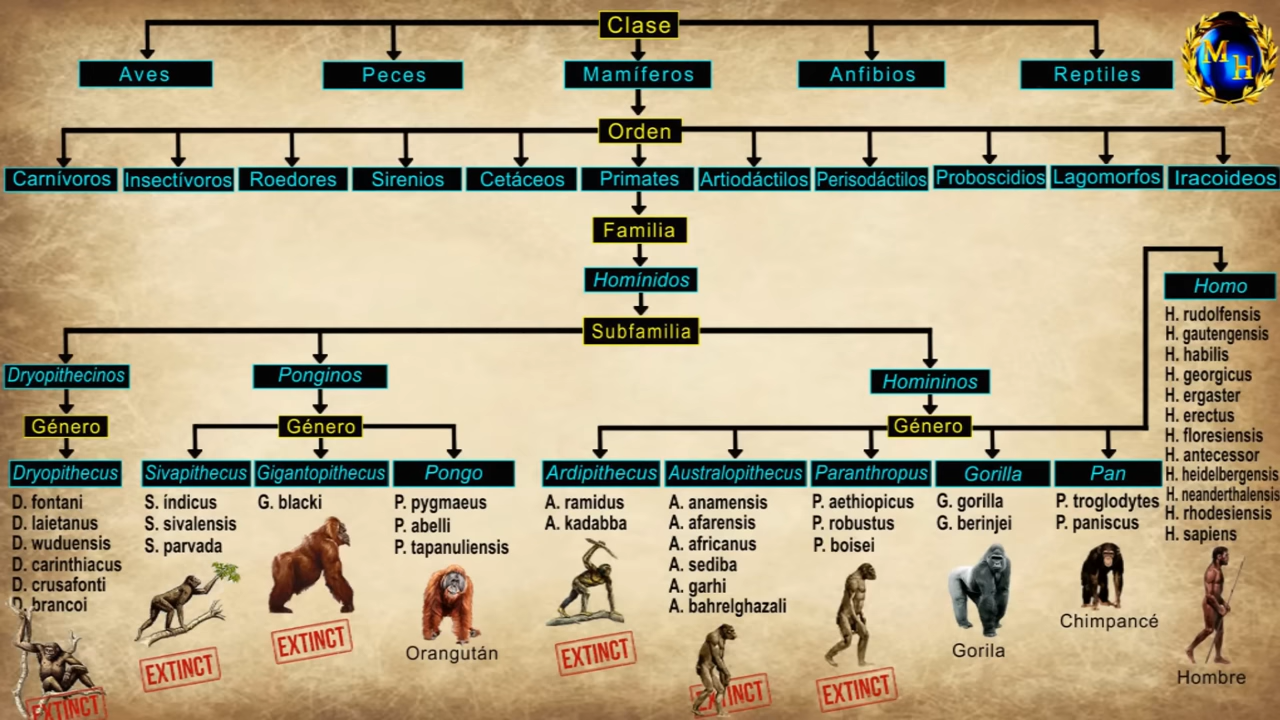 Clase
M H
Aves
Peces
Mamíferos
Anfibios
Reptiles
Orden
Carnívoros
Insectívoros
Roedores
Sirenios
Cetáceos
Primates
Artiodáctilos
Perisodáctilos
Proboscidios
Lagomorfos
Iracoideos
Familia
Homínidos
Subfamilia
Dryopithecinos
Ponginos
Homininos
Género
Género
Género
Dryopithecus
D. fontani
D. laietanus
D. wuduensis
D. carinthiacus
D. crusafonti
D. brancoi
EXTINCT
Sivapithecus
S. índicus
S. sivalensis
S. parvada
EXTINCT
Gigantopithecus
G. blacki
EXTINCT
Pongo
P. pygmaeus
P. abelli
P. tapanuliensis
Orangután
Ardipithecus
A. ramidus
A. kadabba
EXTINCT
Australopithecus
A. anamensis
A. afarensis
A. africanus
A. sediba
A. garhi
A. bahrelghazali
EXTINCT
Paranthropus
P. aethiopicus
P. robustus
P. boisei
EXTINCT
Gorilla
G. gorilla
G. berinjei
Gorila
Pan
P. troglodytes
P. paniscus
Chimpancé
Homo
H. rudolfensis
H. gautengensis
H. habilis
H. georgicus
H. ergaster
H. erectus
H. floresiensis
H. antecessor
H. heidelbergensis
H. neanderthalensis
H. rhodesiensis
H. sapiens
Hombre